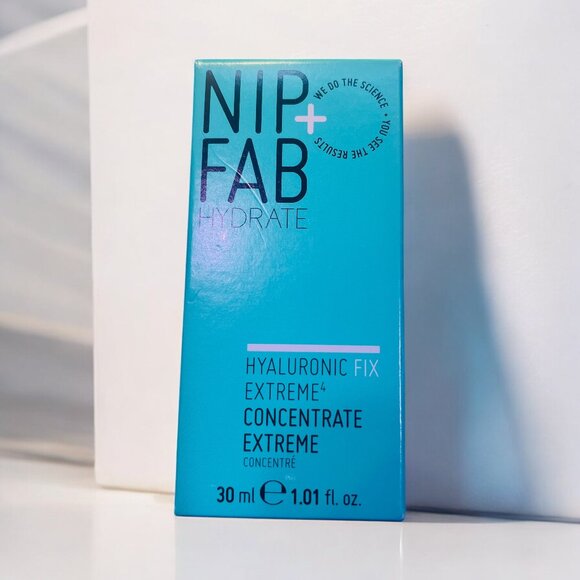 NIP+
FAB
HYDRATE
WE DO THE SCIENCE • YOU SEE THE RESULTS
HYALURONIC FIX
EXTREME⁴
CONCENTRATE
EXTREME
CONCENTRÉ
30 ml ℮ 1.01 fl. oz.